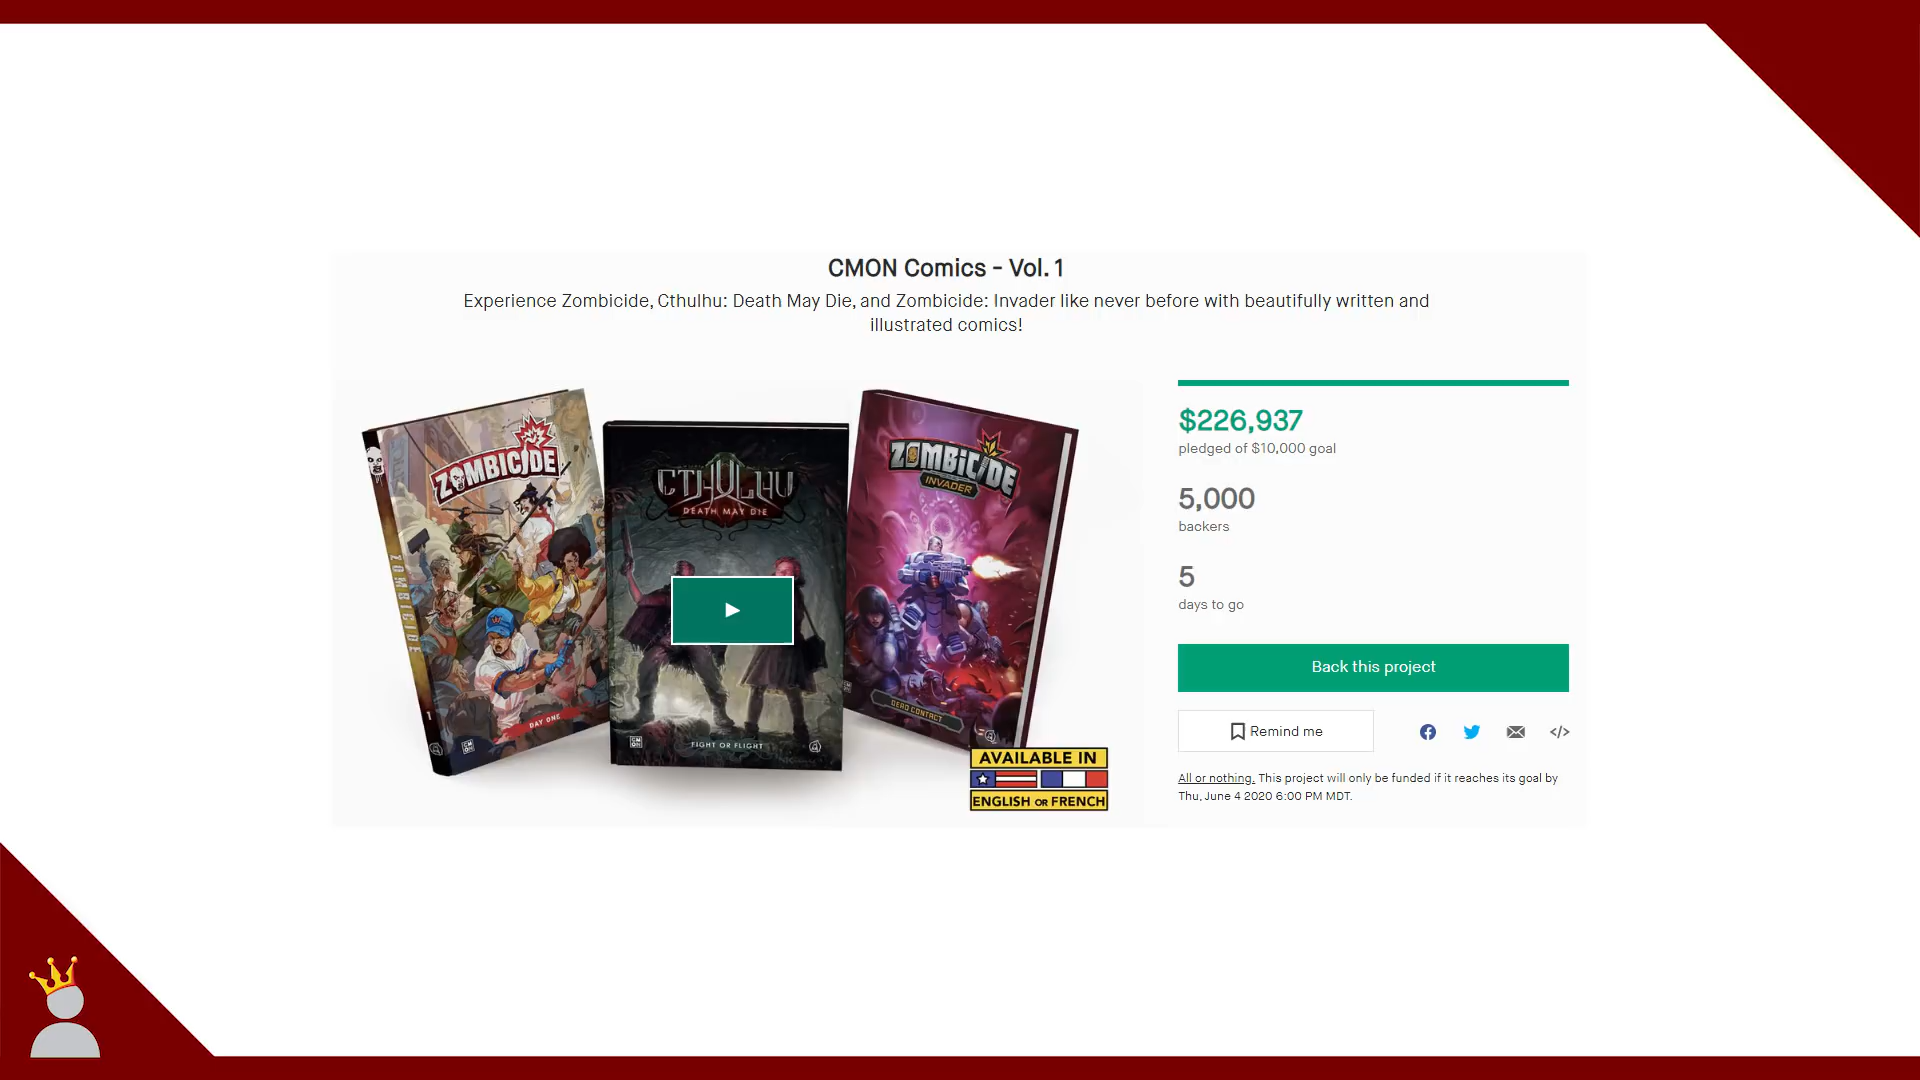 CMON Comics - Vol. 1
Experience Zombicide, Cthulhu: Death May Die, and Zombicide: Invader like never before with beautifully written and
illustrated comics!
ZOMBICIDE
ZOMBICIDE
DAY ONE
1
CMON
CTHULHU
DEATH MAY DIE
FIGHT OR FLIGHT
CMON
ZOMBICIDE
INVADER
DEAD CONTACT
AVAILABLE IN
ENGLISH OR FRENCH
$226,937
pledged of $10,000 goal
5,000
backers
5
days to go
Back this project
Remind me
</>
All or nothing. This project will only be funded if it reaches its goal by
Thu, June 4 2020 6:00 PM MDT.